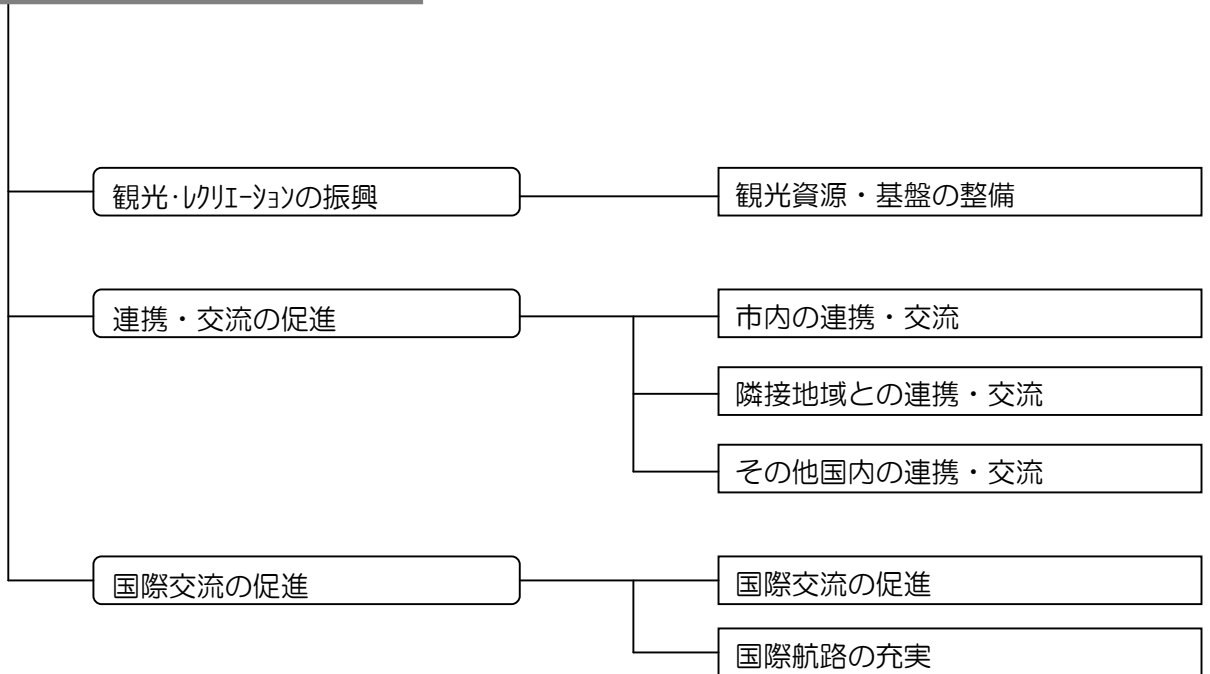 観光･ﾚｸﾘｴｰｼｮﾝの振興
観光資源・基盤の整備
連携・交流の促進
市内の連携・交流
隣接地域との連携・交流
その他国内の連携・交流
国際交流の促進
国際交流の促進
国際航路の充実